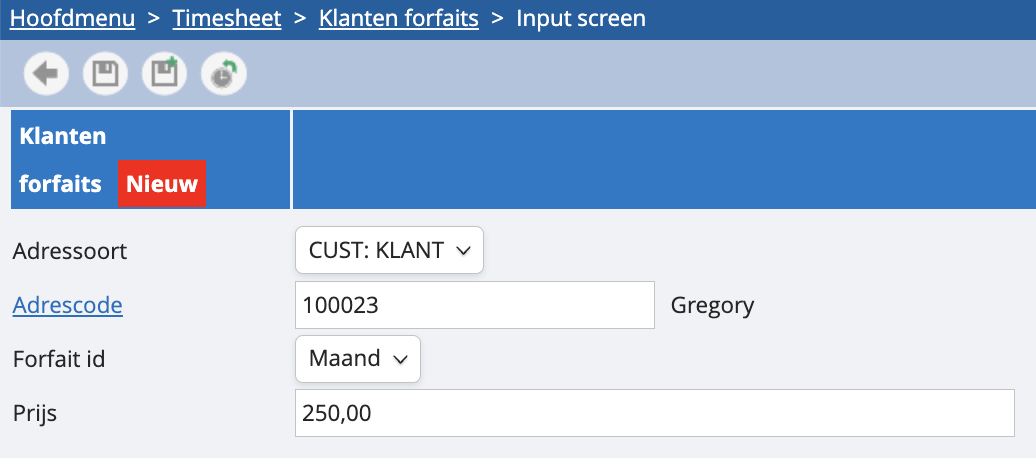 Hoofdmenu > Timesheet > Klanten forfaits > Input screen
Klanten
forfaits Nieuw
Adressoort CUST: KLANT
Adrescode 100023 Gregory
Forfait id Maand
Prijs 250,00